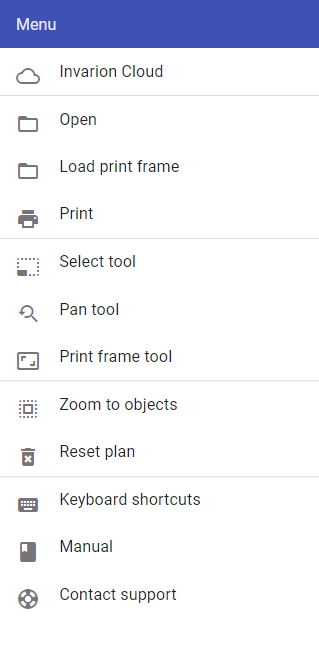 Menu
Invarion Cloud
Open
Load print frame
Print
Select tool
Pan tool
Print frame tool
Zoom to objects
Reset plan
Keyboard shortcuts
Manual
Contact support